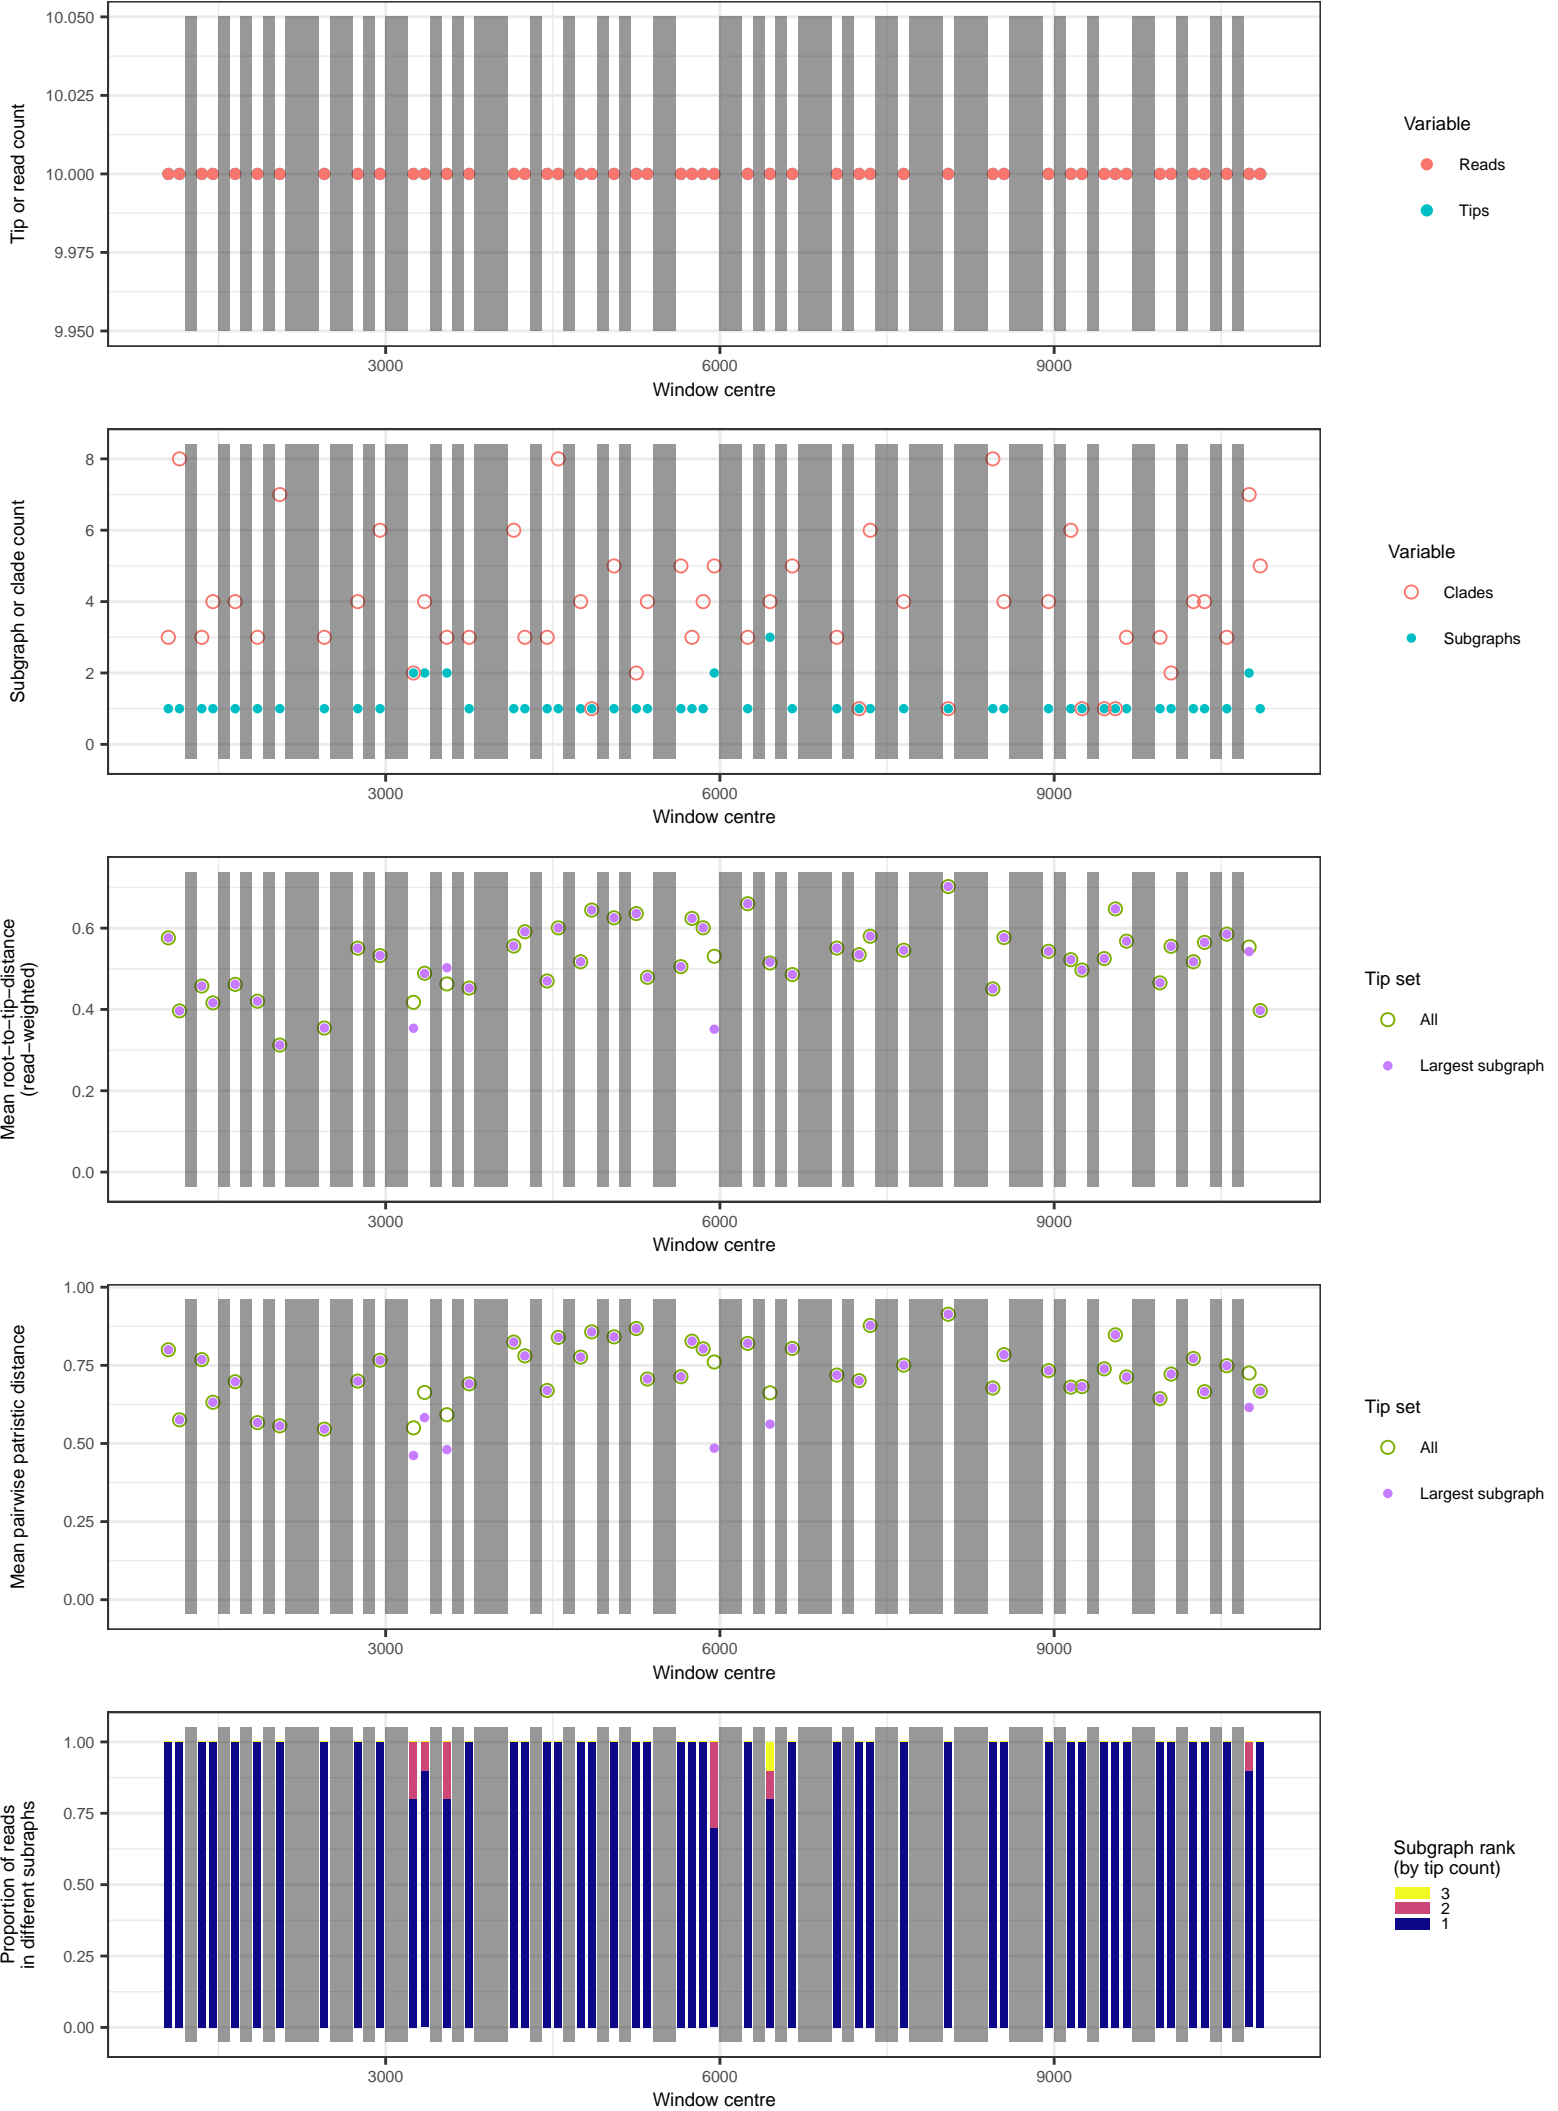 10.050
10.025
10.000
9.975
9.950
Tip or read count
3000 6000 9000
Window centre
Variable
Reads
Tips
8
6
4
2
0
Subgraph or clade count
3000 6000 9000
Window centre
Variable
Clades
Subgraphs
0.6
0.4
0.2
0.0
Mean root−to−tip−distance
(read−weighted)
3000 6000 9000
Window centre
Tip set
All
Largest subgraph
1.00
0.75
0.50
0.25
0.00
Mean pairwise patristic distance
3000 6000 9000
Window centre
Tip set
All
Largest subgraph
1.00
0.75
0.50
0.25
0.00
Proportion of reads
in different subraphs
3000 6000 9000
Window centre
Subgraph rank
(by tip count)
3
2
1